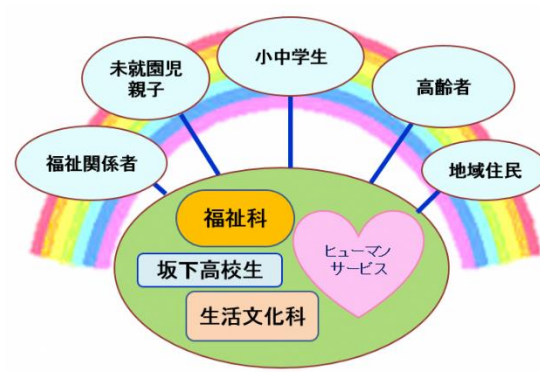 小中学生
未就園児
親子
高齢者
福祉関係者
地域住民
福祉科
ヒューマン
サービス
坂下高校生
生活文化科